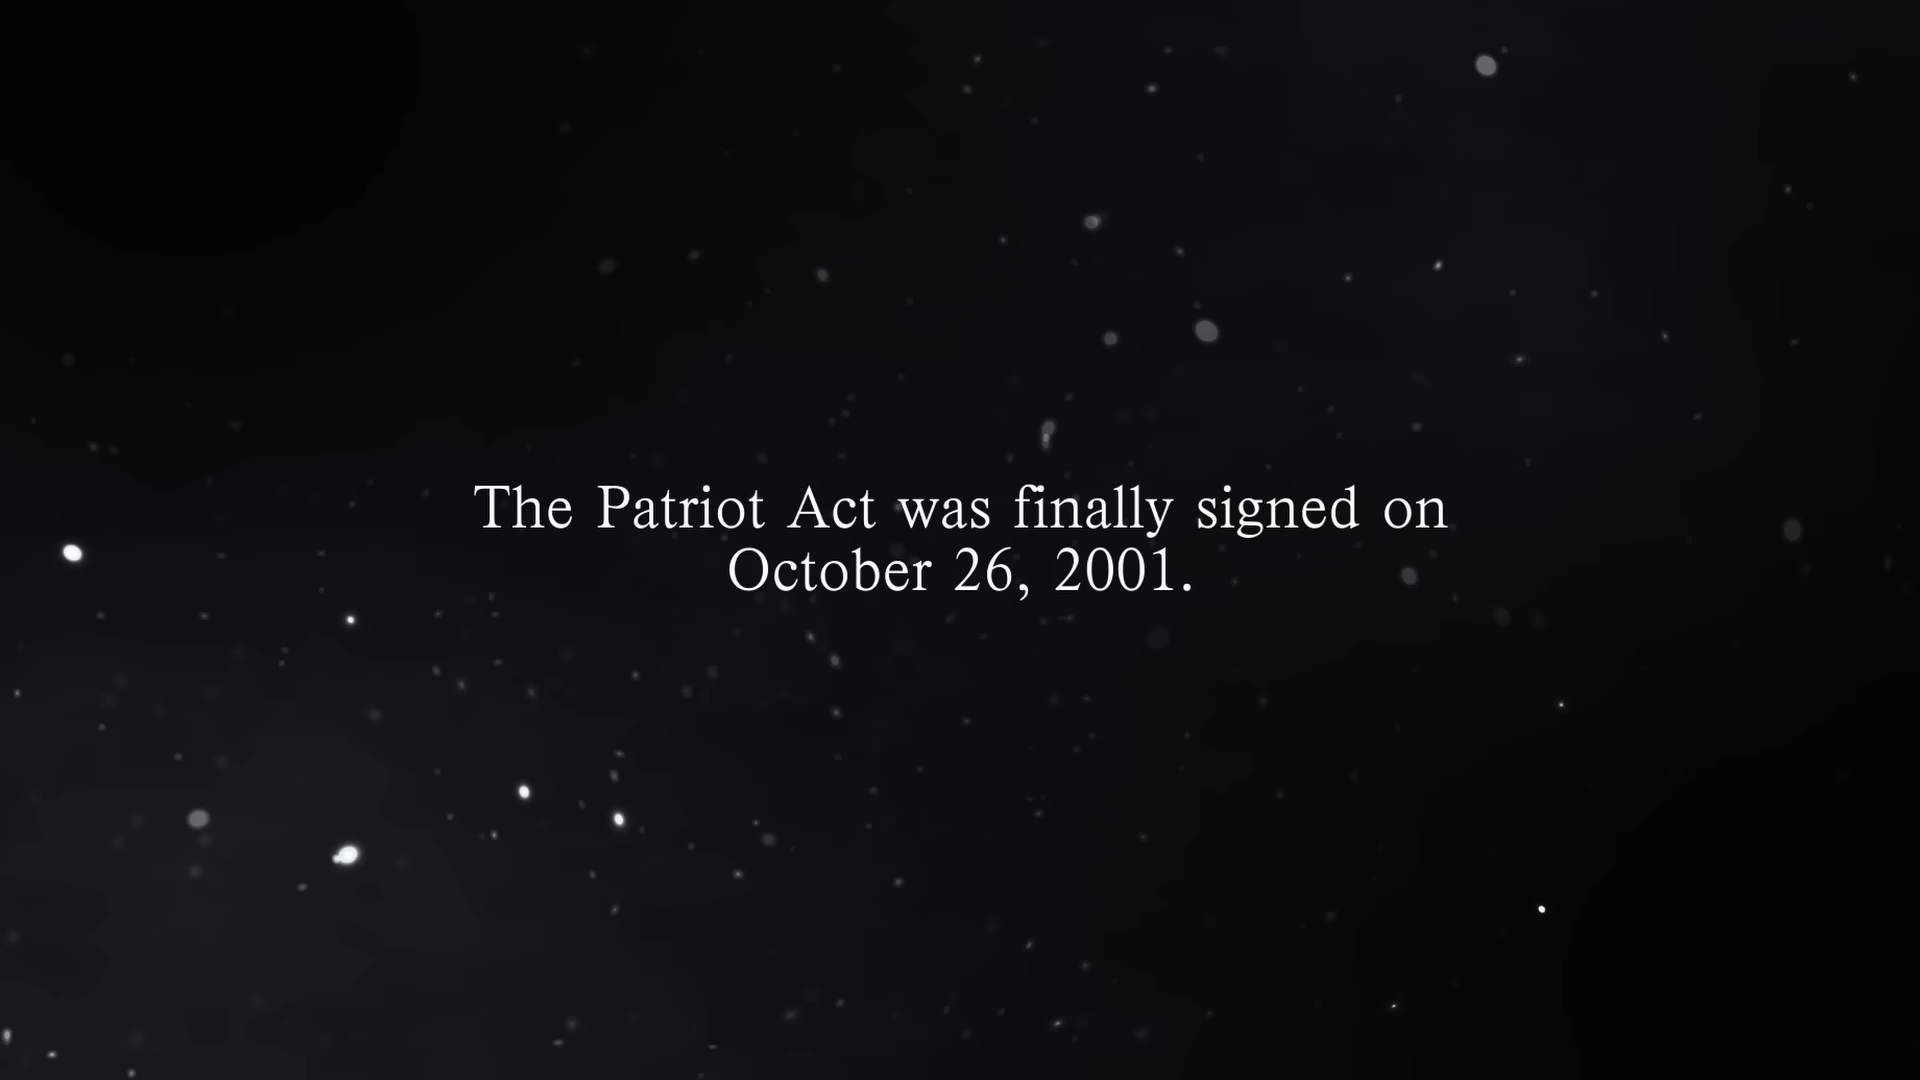 The Patriot Act was finally signed on
October 26, 2001.